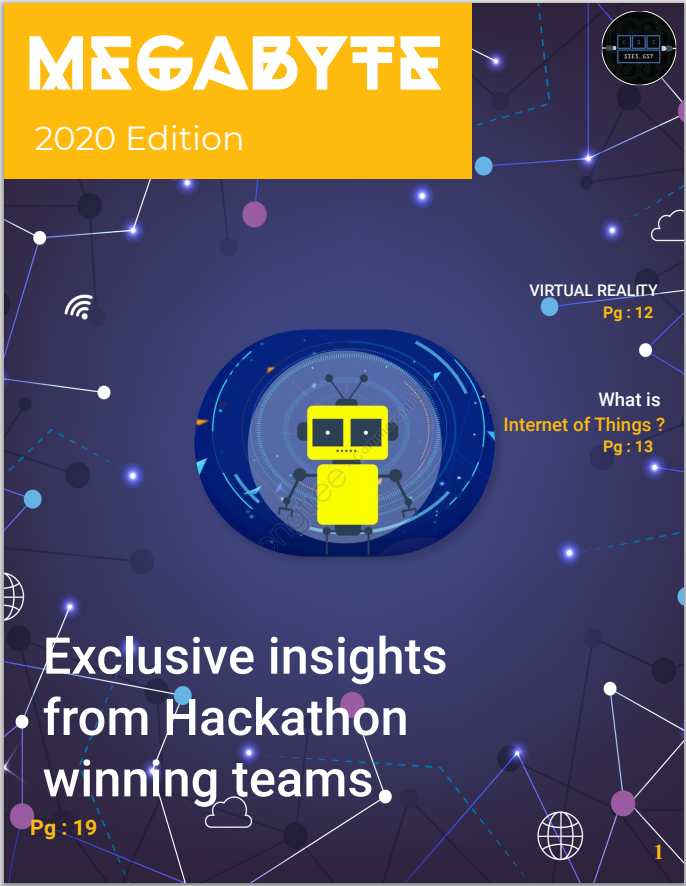 MEGABYTE
2020 Edition
C S I
SIES_GST
VIRTUAL REALITY
Pg : 12
What is
Internet of Things ?
Pg : 13
Exclusive insights
from Hackathon
winning teams
Pg : 19
1